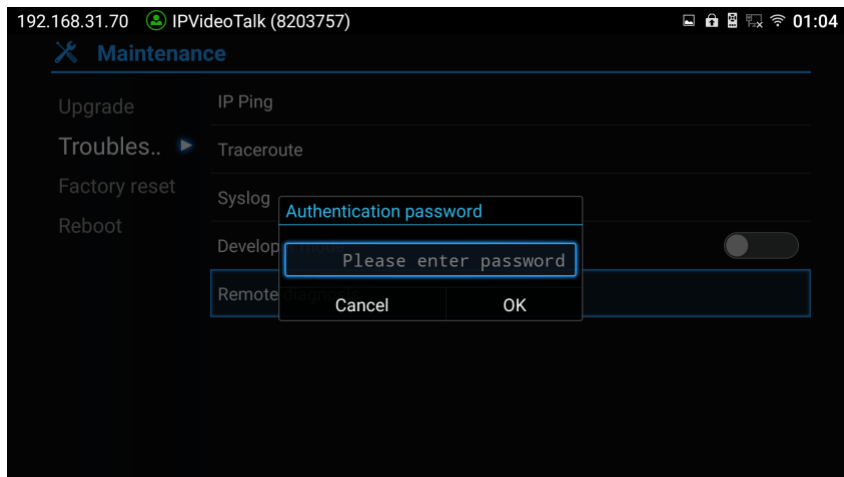 192.168.31.70 IPVideoTalk (8203757) 01:04
Maintenance
Upgrade
Troubles..
Factory reset
Reboot
IP Ping
Traceroute
Syslog
Develop
Remote diagnosis
Authentication password
Please enter password
Cancel OK